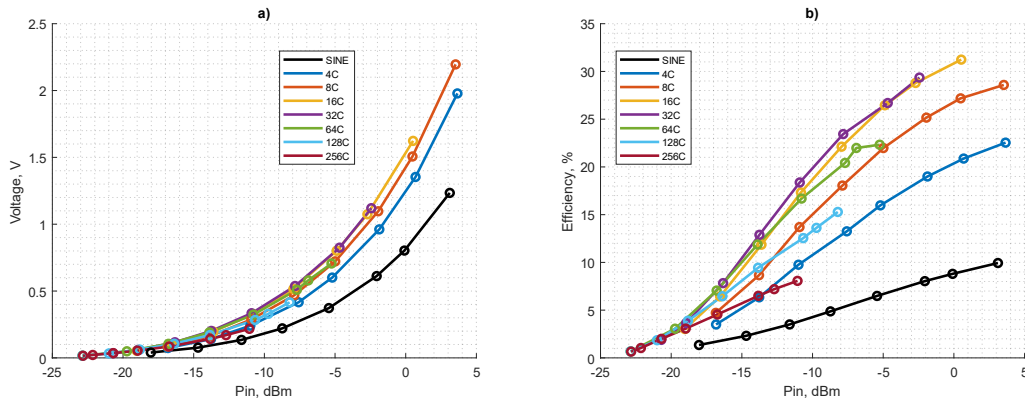 a)
2.5
2
1.5
1
0.5
0
Voltage, V
-25
-20
-15
-10
-5
0
5
Pin, dBm
SINE
4C
8C
16C
32C
64C
128C
256C
b)
35
30
25
20
15
10
5
0
Efficiency, %
-25
-20
-15
-10
-5
0
5
Pin, dBm
SINE
4C
8C
16C
32C
64C
128C
256C